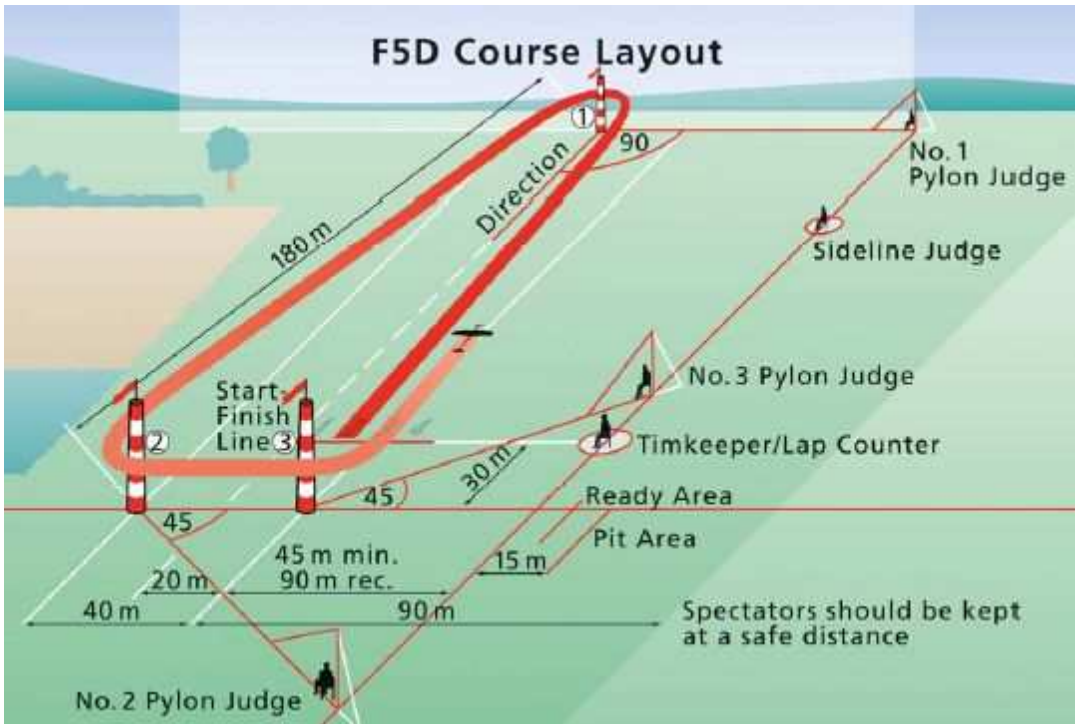 F5D Course Layout
1
90
No. 1
Pylon Judge
Direction
180 m
Sideline Judge
No. 3 Pylon Judge
Start-
Finish
Line
2
3
Timkeeper/Lap Counter
30 m
45
Ready Area
45
Pit Area
45 m min.
15 m
20 m
90 m rec.
40 m
90 m
Spectators should be kept
at a safe distance
No. 2 Pylon Judge